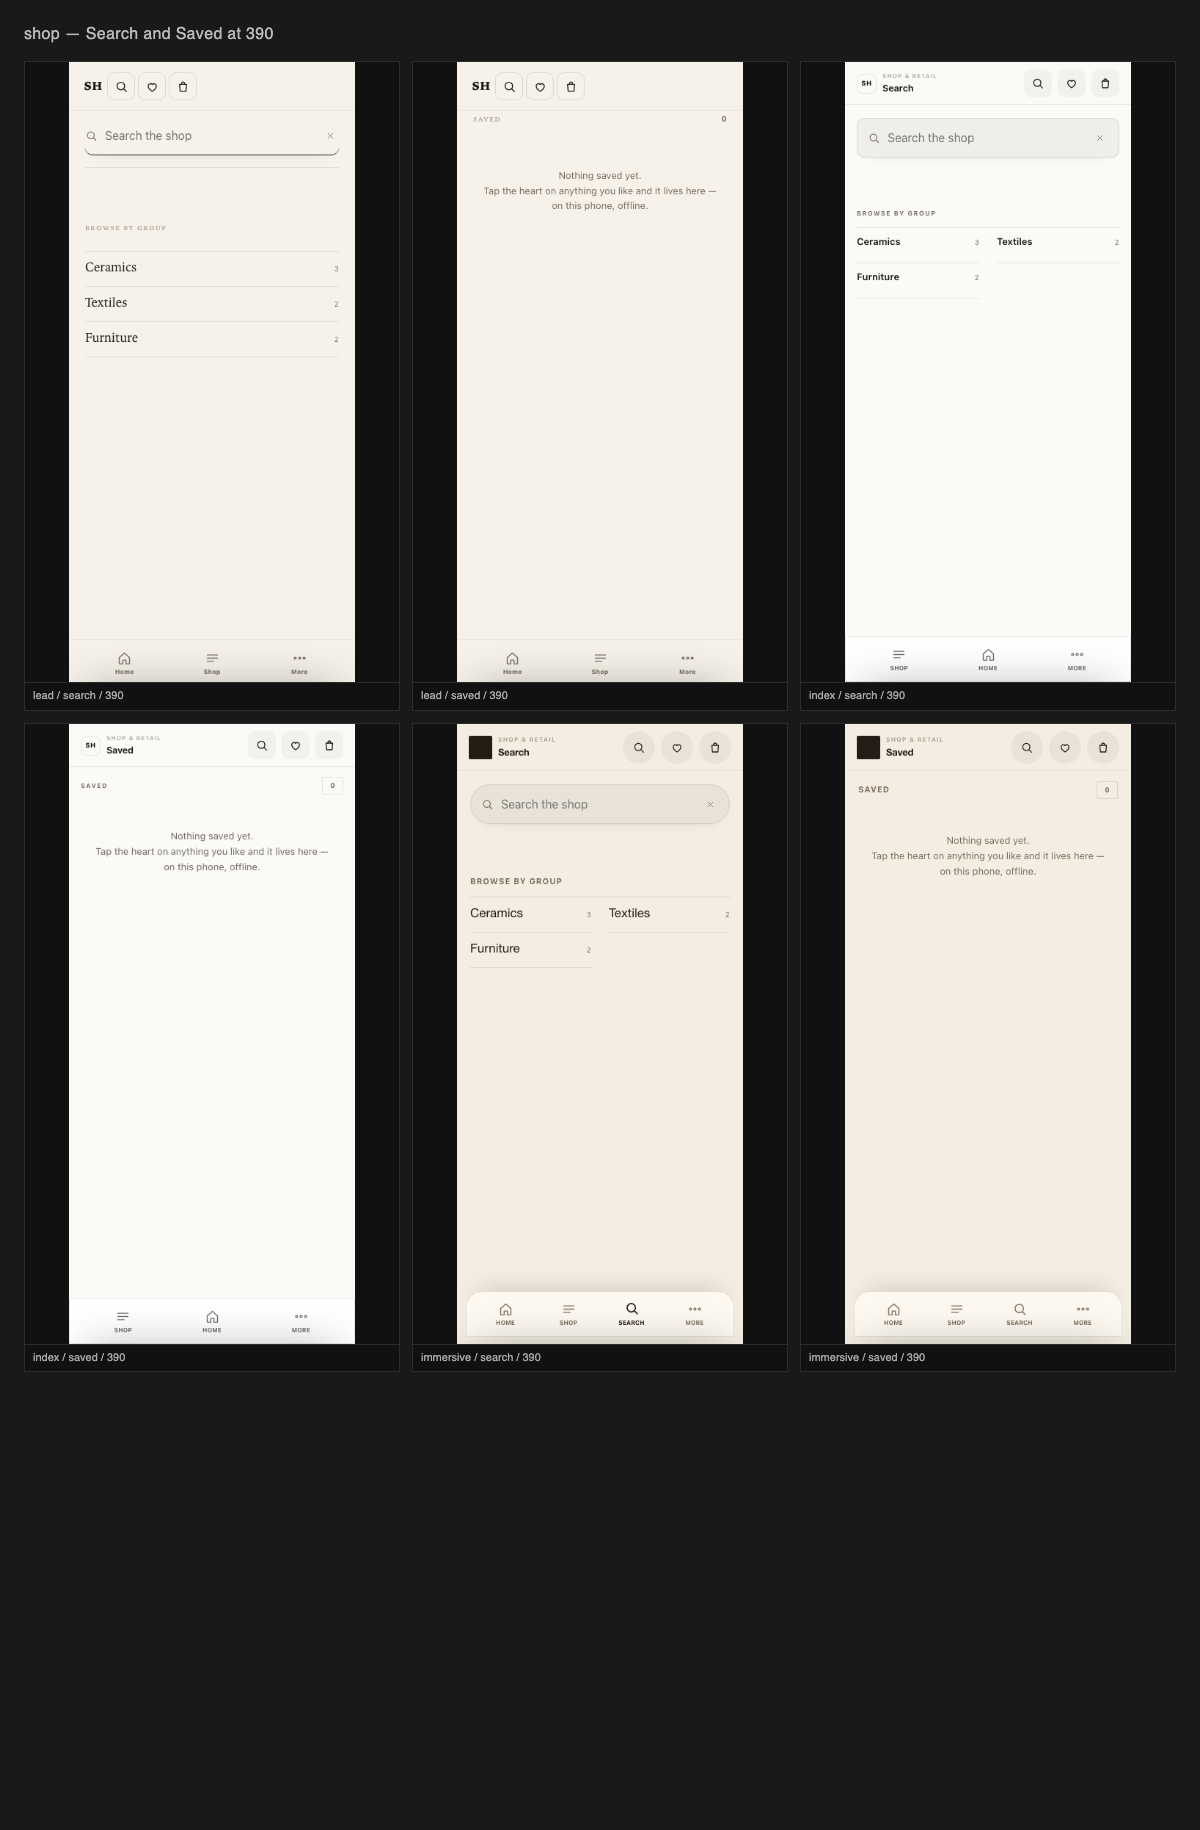 shop — Search and Saved at 390
SH
Search the shop
BROWSE BY GROUP
Ceramics 3
Textiles 2
Furniture 2
Home Shop More
lead / search / 390
SH
SAVED 0
Nothing saved yet.
Tap the heart on anything you like and it lives here —
on this phone, offline.
Home Shop More
lead / saved / 390
SH SHOP & RETAIL
Search
Search the shop
BROWSE BY GROUP
Ceramics 3 Textiles 2
Furniture 2
SHOP HOME MORE
index / search / 390
SH SHOP & RETAIL
Saved
SAVED 0
Nothing saved yet.
Tap the heart on anything you like and it lives here —
on this phone, offline.
SHOP HOME MORE
index / saved / 390
SHOP & RETAIL
Search
Search the shop
BROWSE BY GROUP
Ceramics 3 Textiles 2
Furniture 2
HOME SHOP SEARCH MORE
immersive / search / 390
SHOP & RETAIL
Saved
SAVED 0
Nothing saved yet.
Tap the heart on anything you like and it lives here —
on this phone, offline.
HOME SHOP SEARCH MORE
immersive / saved / 390